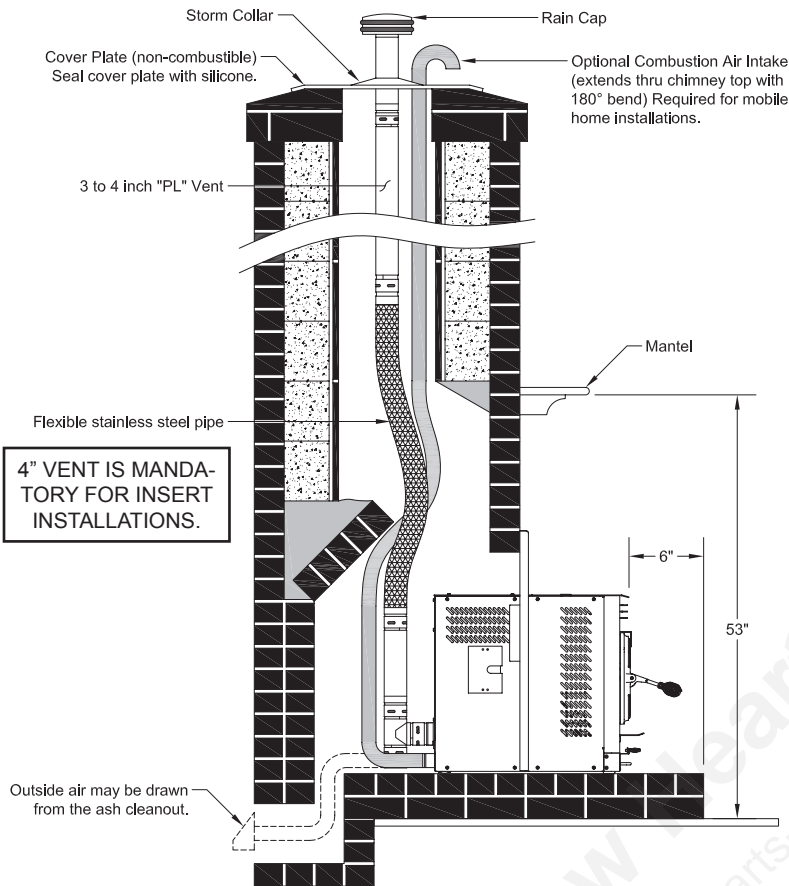 Storm Collar
Rain Cap
Cover Plate (non-combustible)
Seal cover plate with silicone.
Optional Combustion Air Intake
(extends thru chimney top with
180° bend) Required for mobile
home installations.
3 to 4 inch "PL" Vent
Mantel
Flexible stainless steel pipe
4” VENT IS MANDA-
TORY FOR INSERT
INSTALLATIONS.
6"
53"
Outside air may be drawn
from the ash cleanout.